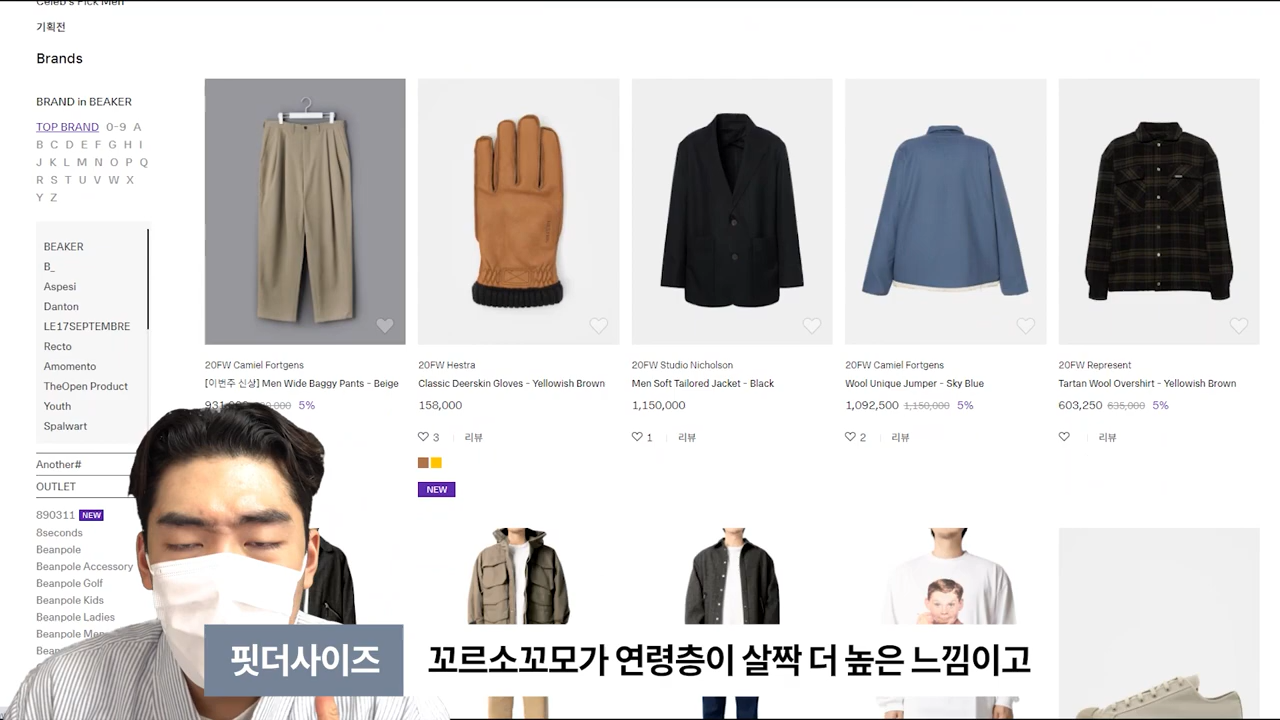 Celeb's Pick Men
기획전
Brands
BRAND in BEAKER
TOP BRAND 0-9 A
B C D E F G H I
J K L M N O P Q
R S T U V W X
Y Z
BEAKER
B_
Aspesi
Danton
LE17SEPTEMBRE
Recto
Amomento
TheOpen Product
Youth
Spalwart
Another#
OUTLET
890311 NEW
8seconds
Beanpole
Beanpole Accessory
Beanpole Golf
Beanpole Kids
Beanpole Ladies
Beanpole Men
20FW Camiel Fortgens
[이번주 신상] Men Wide Baggy Pants - Beige
5%
20FW Hestra
Classic Deerskin Gloves - Yellowish Brown
158,000
3 리뷰
NEW
20FW Studio Nicholson
Men Soft Tailored Jacket - Black
1,150,000
1 리뷰
20FW Camiel Fortgens
Wool Unique Jumper - Sky Blue
1,092,500 1,150,000 5%
2 리뷰
20FW Represent
Tartan Wool Overshirt - Yellowish Brown
603,250 635,000 5%
리뷰
핏더사이즈
꼬르소꼬모가 연령층이 살짝 더 높은 느낌이고